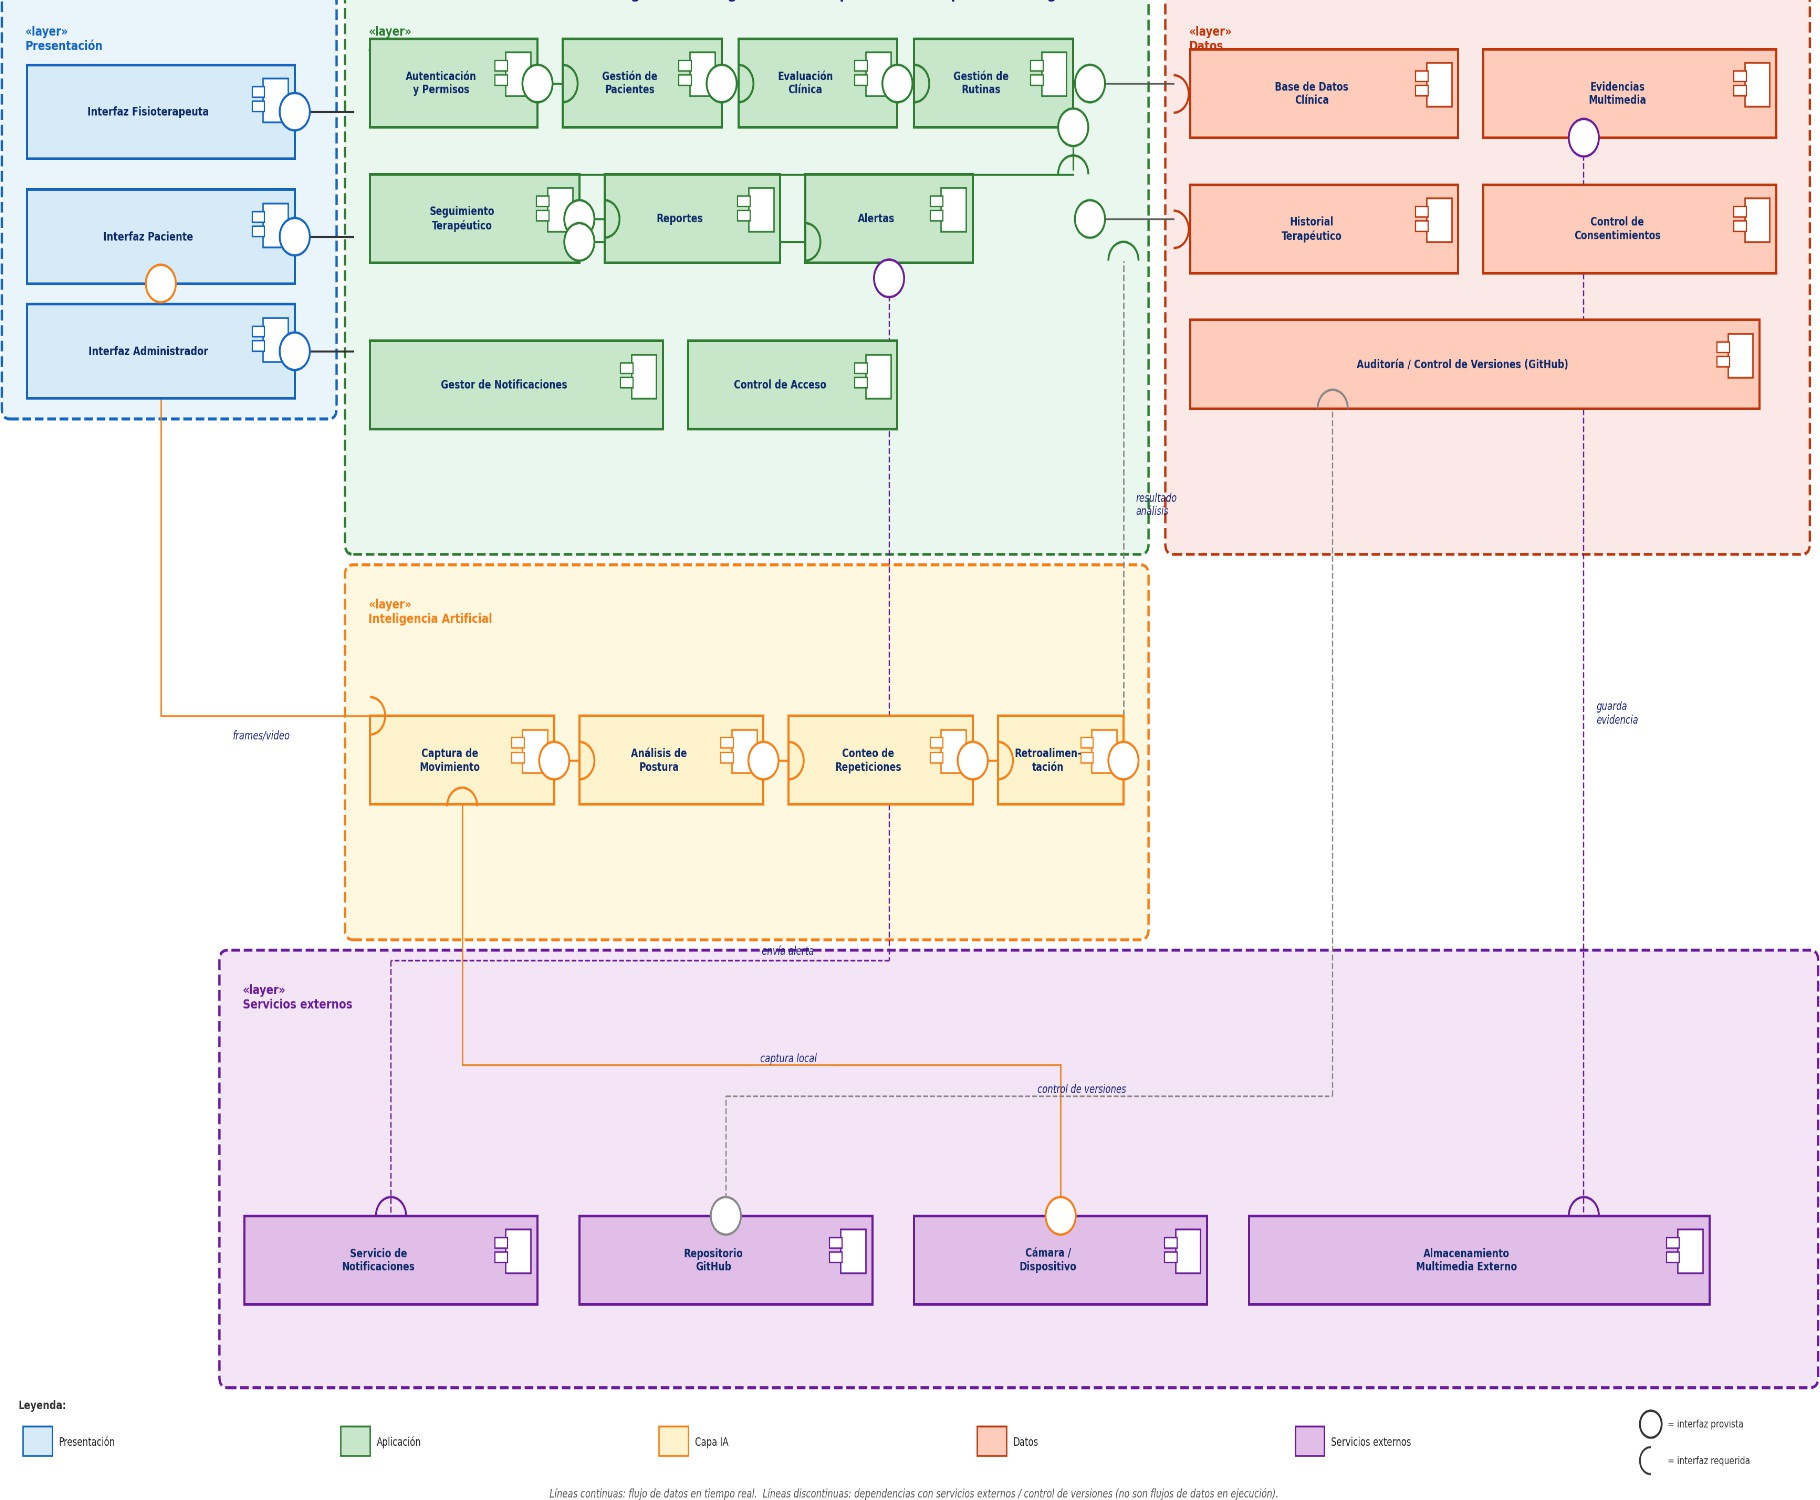 «layer»
Presentación
Interfaz Fisioterapeuta
Interfaz Paciente
Interfaz Administrador
«layer»
Autenticación
y Permisos
Gestión de
Pacientes
Evaluación
Clínica
Gestión de
Rutinas
Seguimiento
Terapéutico
Reportes
Alertas
Gestor de Notificaciones
Control de Acceso
«layer»
Datos
Base de Datos
Clínica
Evidencias
Multimedia
Historial
Terapéutico
Control de
Consentimientos
Auditoría / Control de Versiones (GitHub)
resultado
análisis
«layer»
Inteligencia Artificial
frames/video
Captura de
Movimiento
Análisis de
Postura
Conteo de
Repeticiones
Retroalimen-
tación
guarda
evidencia
envía alerta
«layer»
Servicios externos
captura local
control de versiones
Servicio de
Notificaciones
Repositorio
GitHub
Cámara /
Dispositivo
Almacenamiento
Multimedia Externo
Leyenda:
Presentación
Aplicación
Capa IA
Datos
Servicios externos
= interfaz provista
= interfaz requerida
Líneas continuas: flujo de datos en tiempo real. Líneas discontinuas: dependencias con servicios externos / control de versiones (no son flujos de datos en ejecución).